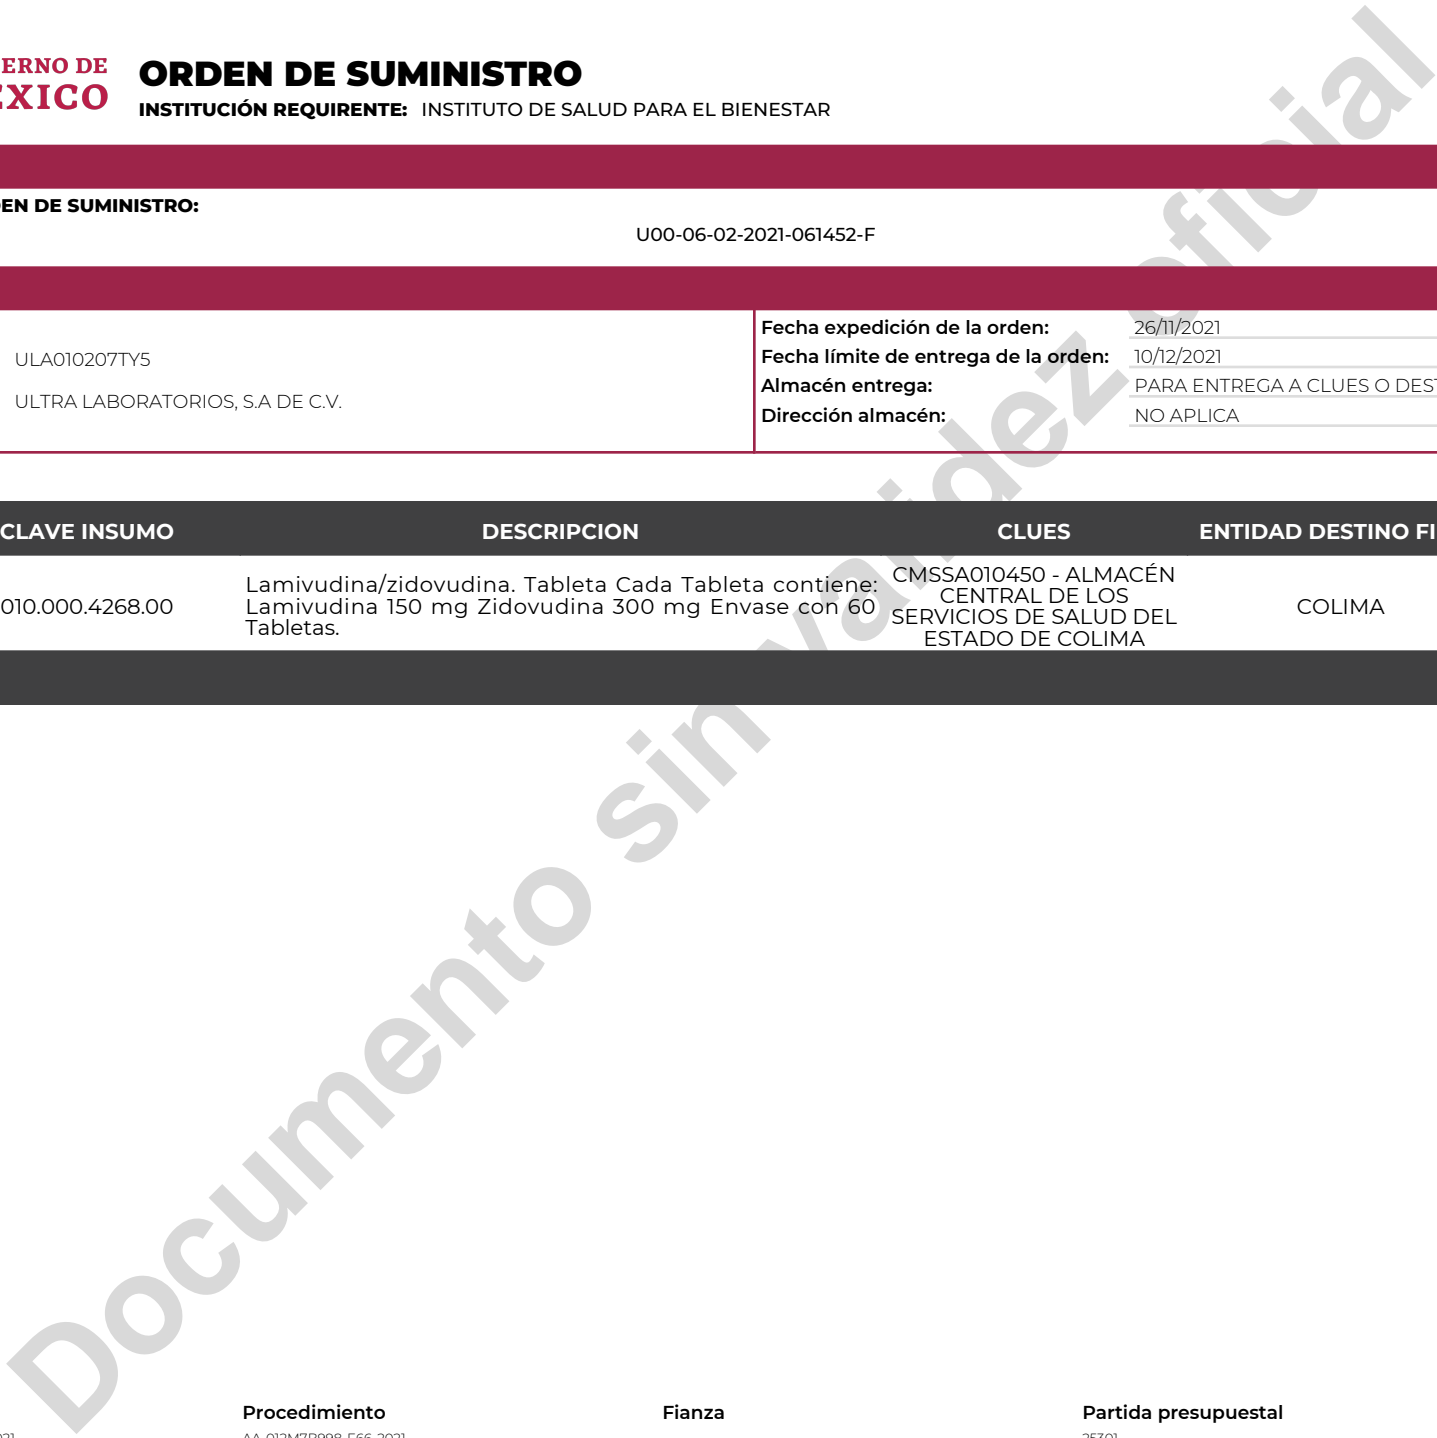 ERNO DE
ORDEN DE SUMINISTRO
XICO
INSTITUCIÓN REQUIRENTE: INSTITUTO DE SALUD PARA EL BIENESTAR
EN DE SUMINISTRO:
U00-06-02-2021-061452-F
ULA010207TY5
ULTRA LABORATORIOS, S.A DE C.V.
Fecha expedición de la orden: 26/11/2021
Fecha límite de entrega de la orden: 10/12/2021
Almacén entrega: PARA ENTREGA A CLUES O DEST
Dirección almacén: NO APLICA
CLAVE INSUMO DESCRIPCION CLUES ENTIDAD DESTINO FI
010.000.4268.00
Lamivudina/zidovudina. Tableta Cada Tableta contiene:
Lamivudina 150 mg Zidovudina 300 mg Envase con 60
Tabletas.
CMSSA010450 - ALMACÉN
CENTRAL DE LOS
SERVICIOS DE SALUD DEL
ESTADO DE COLIMA
COLIMA
Documento sin validez oficial
Procedimiento Fianza Partida presupuestal